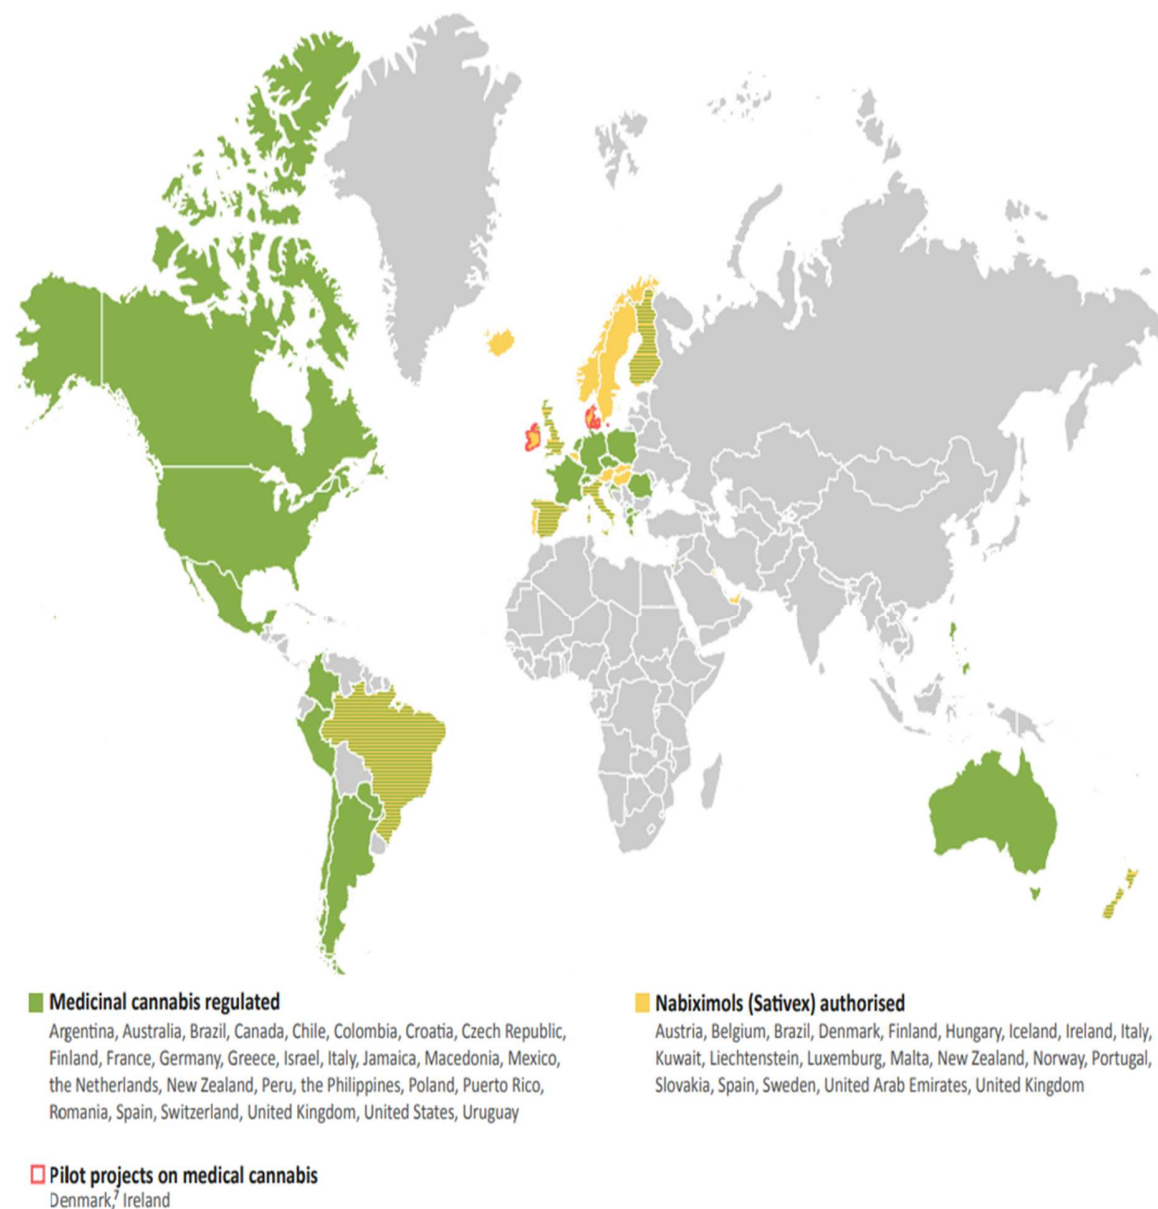 Medicinal cannabis regulated
Argentina, Australia, Brazil, Canada, Chile, Colombia, Croatia, Czech Republic,
Finland, France, Germany, Greece, Israel, Italy, Jamaica, Macedonia, Mexico,
the Netherlands, New Zealand, Peru, the Philippines, Poland, Puerto Rico,
Romania, Spain, Switzerland, United Kingdom, United States, Uruguay
Nabiximols (Sativex) authorised
Austria, Belgium, Brazil, Denmark, Finland, Hungary, Iceland, Ireland, Italy,
Kuwait, Liechtenstein, Luxemburg, Malta, New Zealand, Norway, Portugal,
Slovakia, Spain, Sweden, United Arab Emirates, United Kingdom
Pilot projects on medical cannabis
Denmark,⁷ Ireland